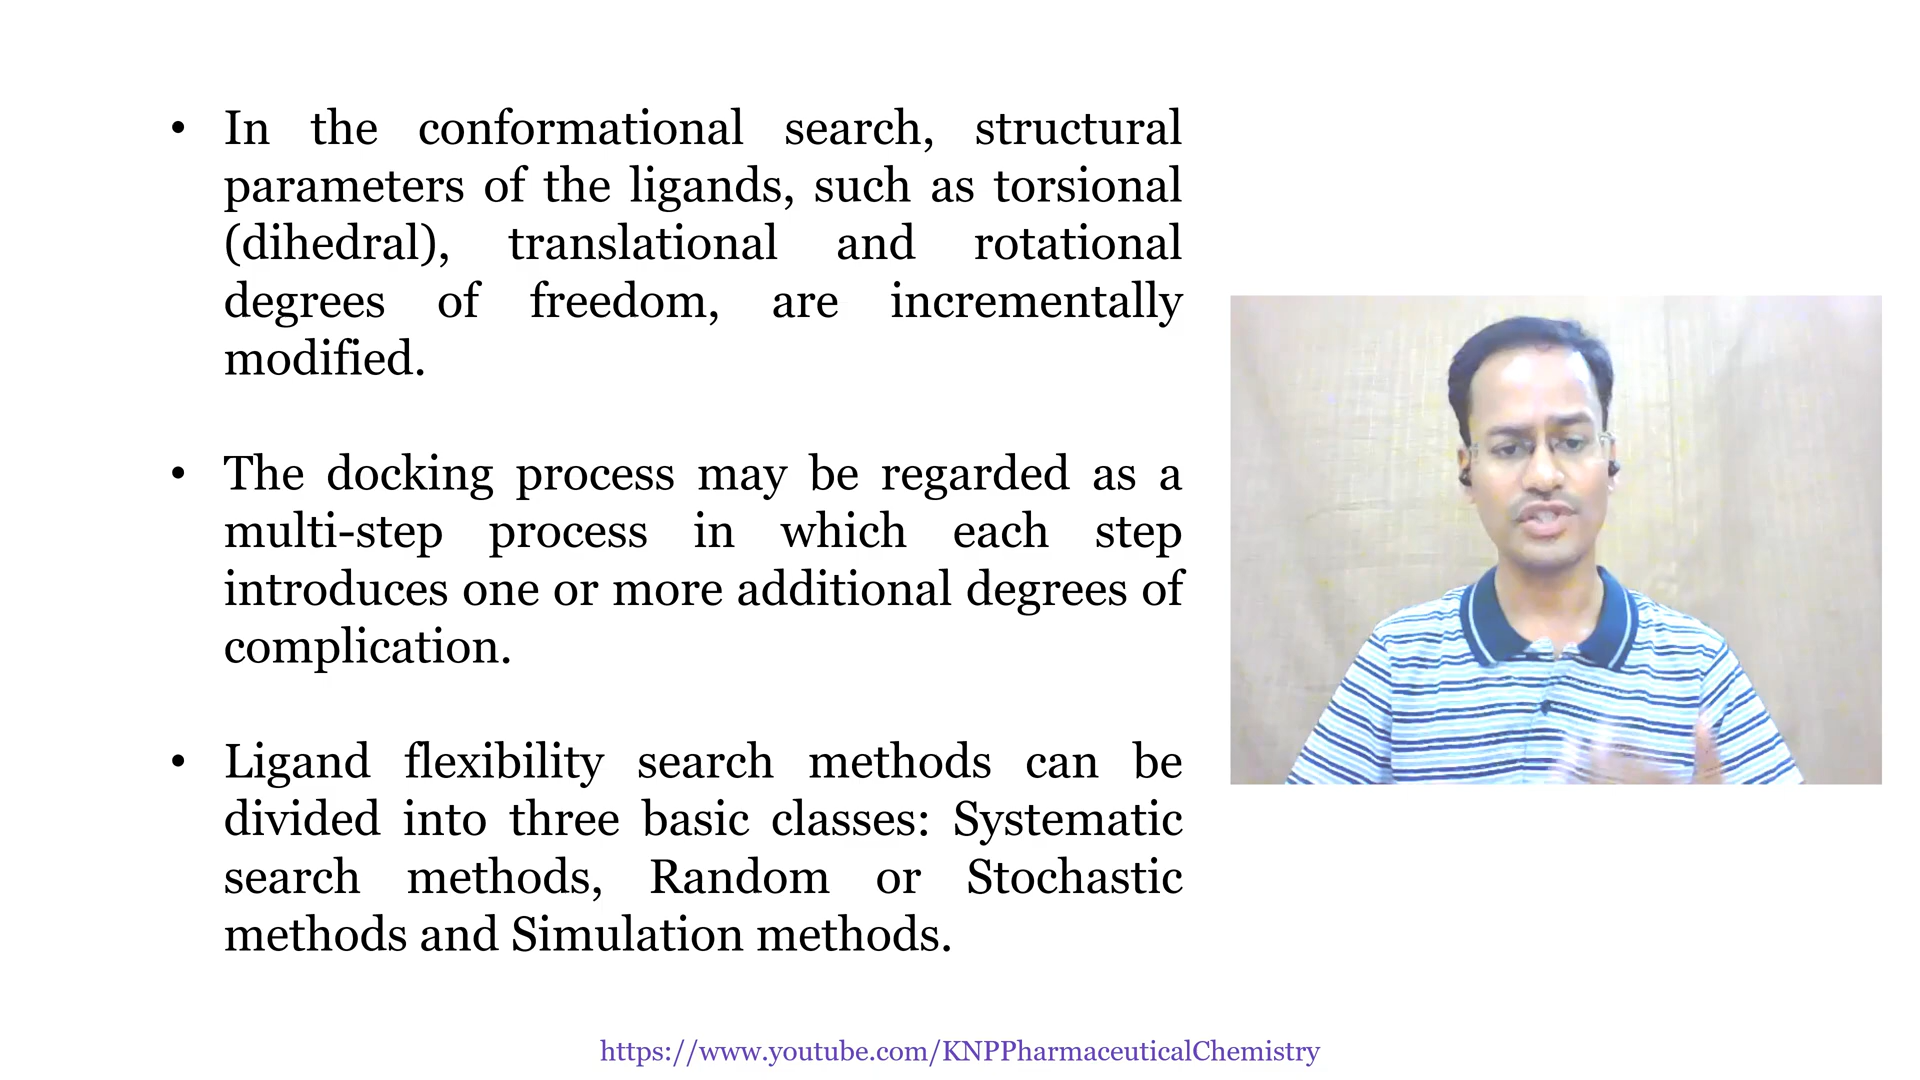 • In the conformational search, structural
parameters of the ligands, such as torsional
(dihedral), translational and rotational
degrees of freedom, are incrementally
modified.
• The docking process may be regarded as a
multi-step process in which each step
introduces one or more additional degrees of
complication.
• Ligand flexibility search methods can be
divided into three basic classes: Systematic
search methods, Random or Stochastic
methods and Simulation methods.
https://www.youtube.com/KNPPharmaceuticalChemistry